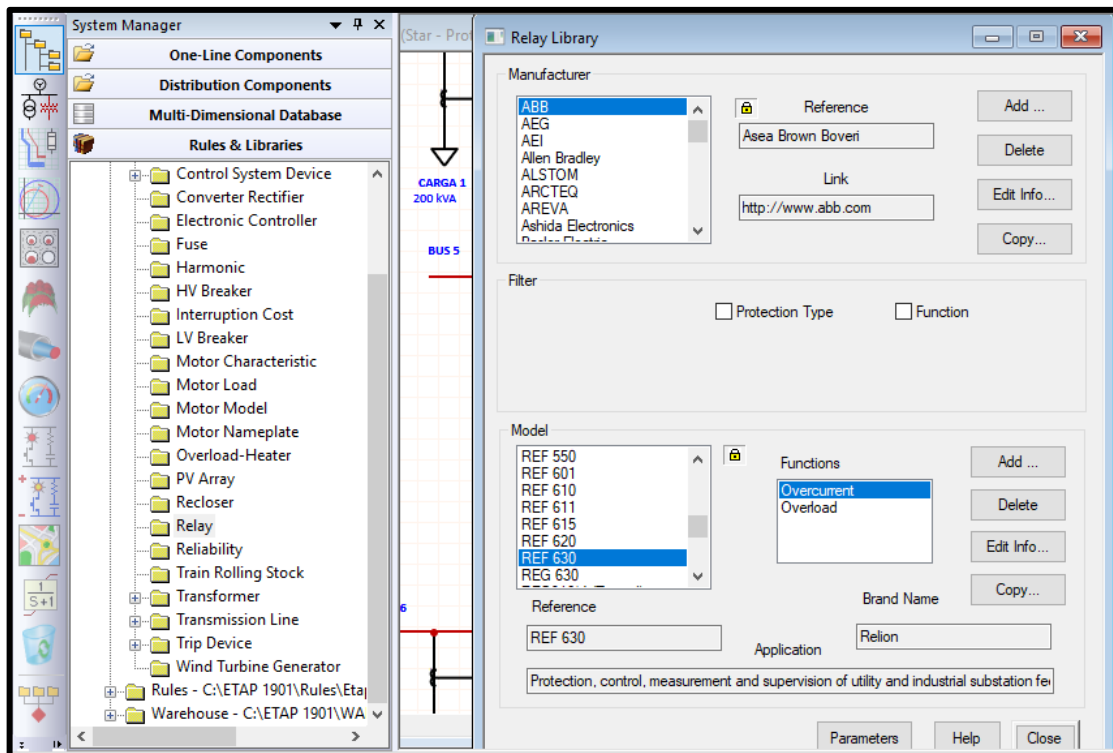 System Manager
One-Line Components
Distribution Components
Multi-Dimensional Database
Rules & Libraries
Control System Device
Converter Rectifier
Electronic Controller
Fuse
Harmonic
HV Breaker
Interruption Cost
LV Breaker
Motor Characteristic
Motor Load
Motor Model
Motor Nameplate
Overload-Heater
PV Array
Recloser
Relay
Reliability
Train Rolling Stock
Transformer
Transmission Line
Trip Device
Wind Turbine Generator
Rules - C:\ETAP 1901\Rules\Etap
Warehouse - C:\ETAP 1901\WA
1
S+1
(Star - Prot
CARGA 1
200 kVA
BUS 5
6
Relay Library
Manufacturer
ABB
AEG
AEI
Allen Bradley
ALSTOM
ARCTEQ
AREVA
Ashida Electronics
Reference
Asea Brown Boveri
Link
http://www.abb.com
Add ...
Delete
Edit Info...
Copy...
Filter
Protection Type
Function
Model
REF 550
REF 601
REF 610
REF 611
REF 615
REF 620
REF 630
REG 630
Functions
Overcurrent
Overload
Add ...
Delete
Edit Info...
Copy...
Reference
REF 630
Brand Name
Relion
Application
Protection, control, measurement and supervision of utility and industrial substation fe
Parameters
Help
Close